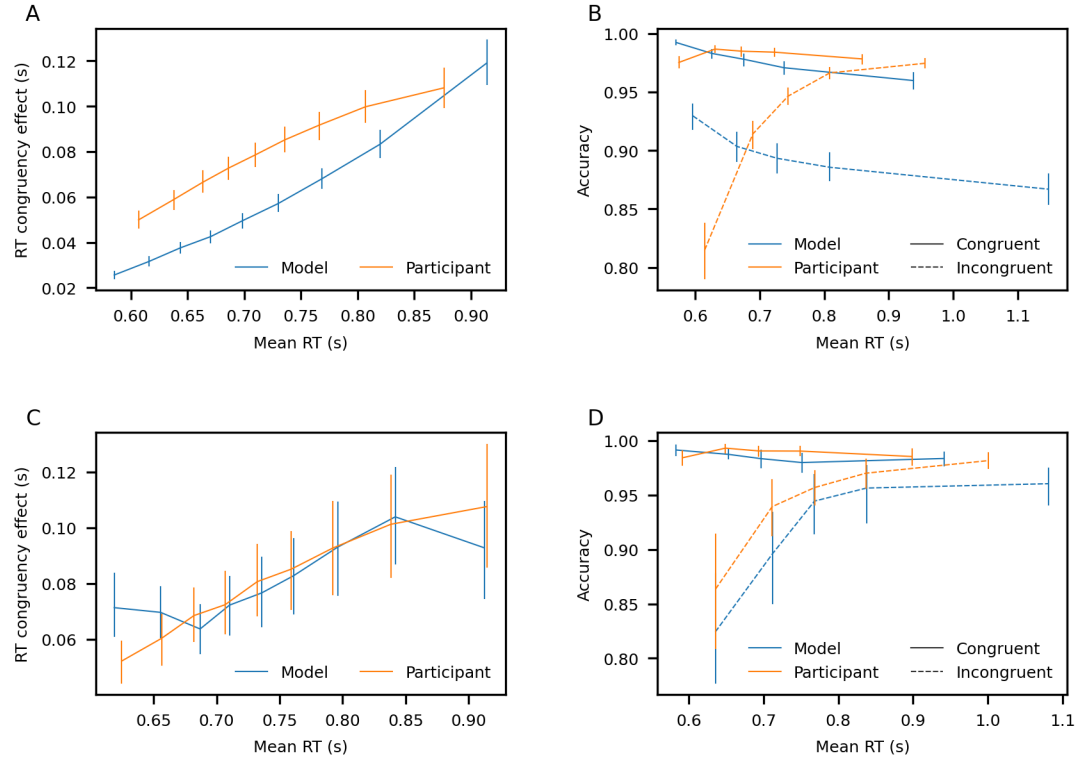 A
RT congruency effect (s)
0.12
0.10
0.08
0.06
0.04
0.02
0.60 0.65 0.70 0.75 0.80 0.85 0.90
Mean RT (s)
Model Participant
B
Accuracy
1.00
0.95
0.90
0.85
0.80
0.6 0.7 0.8 0.9 1.0 1.1
Mean RT (s)
Model Congruent
Participant Incongruent
C
RT congruency effect (s)
0.12
0.10
0.08
0.06
0.65 0.70 0.75 0.80 0.85 0.90
Mean RT (s)
Model Participant
D
Accuracy
1.00
0.95
0.90
0.85
0.80
0.6 0.7 0.8 0.9 1.0 1.1
Mean RT (s)
Model Congruent
Participant Incongruent